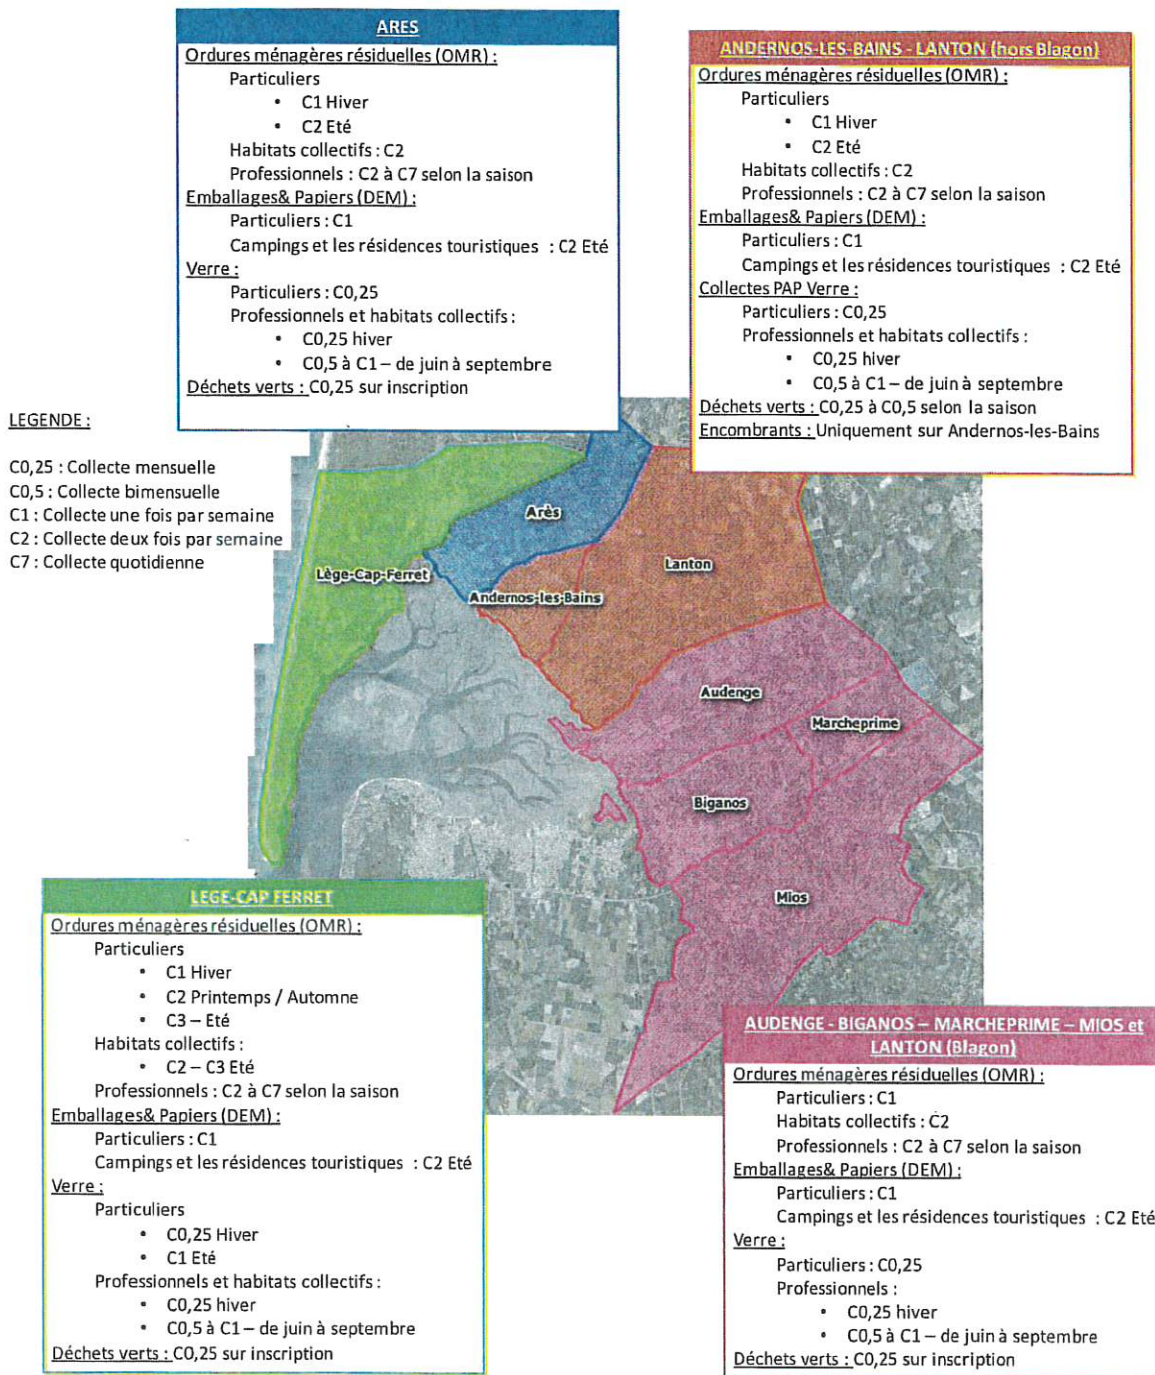 ARES
Ordures ménagères résiduelles (OMR) :
Particuliers
• C1 Hiver
• C2 Eté
Habitats collectifs : C2
Professionnels : C2 à C7 selon la saison
Emballages& Papiers (DEM) :
Particuliers : C1
Campings et les résidences touristiques : C2 Eté
Verre :
Particuliers : C0,25
Professionnels et habitats collectifs :
• C0,25 hiver
• C0,5 à C1 – de juin à septembre
Déchets verts : C0,25 sur inscription
ANDERNOS-LES-BAINS - LANTON (hors Blagon)
Ordures ménagères résiduelles (OMR) :
Particuliers
• C1 Hiver
• C2 Eté
Habitats collectifs : C2
Professionnels : C2 à C7 selon la saison
Emballages& Papiers (DEM) :
Particuliers : C1
Campings et les résidences touristiques : C2 Eté
Collectes PAP Verre :
Particuliers : C0,25
Professionnels et habitats collectifs :
• C0,25 hiver
• C0,5 à C1 – de juin à septembre
Déchets verts : C0,25 à C0,5 selon la saison
Encombrants : Uniquement sur Andernos-les-Bains
LEGENDE :
C0,25 : Collecte mensuelle
C0,5 : Collecte bimensuelle
C1 : Collecte une fois par semaine
C2 : Collecte deux fois par semaine
C7 : Collecte quotidienne
Arès
Lanton
Lège-Cap-Ferret
Andernos-les-Bains
Audenge
Marcheprime
Biganos
Mios
LEGE-CAP FERRET
Ordures ménagères résiduelles (OMR) :
Particuliers
• C1 Hiver
• C2 Printemps / Automne
• C3 – Eté
Habitats collectifs :
• C2 – C3 Eté
Professionnels : C2 à C7 selon la saison
Emballages& Papiers (DEM) :
Particuliers : C1
Campings et les résidences touristiques : C2 Eté
Verre :
Particuliers
• C0,25 Hiver
• C1 Eté
Professionnels et habitats collectifs :
• C0,25 hiver
• C0,5 à C1 – de juin à septembre
Déchets verts : C0,25 sur inscription
AUDENGE - BIGANOS – MARCHEPRIME – MIOS et
LANTON (Blagon)
Ordures ménagères résiduelles (OMR) :
Particuliers : C1
Habitats collectifs : C2
Professionnels : C2 à C7 selon la saison
Emballages& Papiers (DEM) :
Particuliers : C1
Campings et les résidences touristiques : C2 Eté
Verre :
Particuliers : C0,25
Professionnels :
• C0,25 hiver
• C0,5 à C1 – de juin à septembre
Déchets verts : C0,25 sur inscription